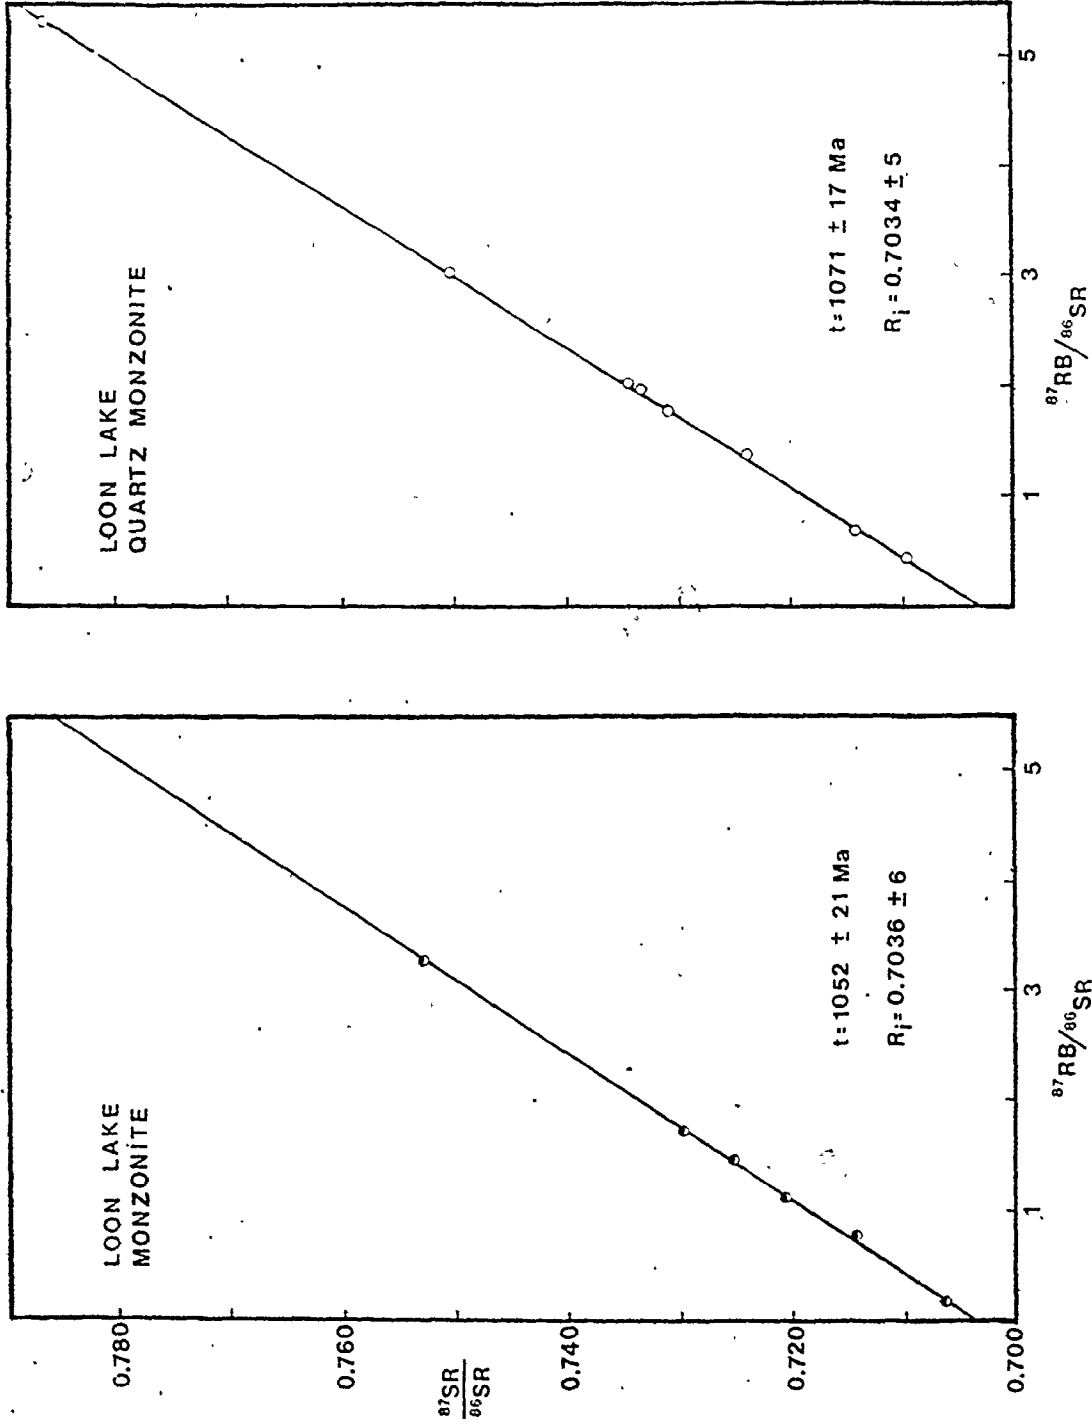 LOON LAKE
MONZONITE
t=1052 ± 21 Ma
Ri=0.7036 ± 6
0.780
0.760
0.740
0.720
0.700
87SR
86SR
1
3
5
87RB/86SR
LOON LAKE
QUARTZ MONZONITE
t=1071 ± 17 Ma
Ri=0.7034 ± 5
1
3
5
87RB/86SR